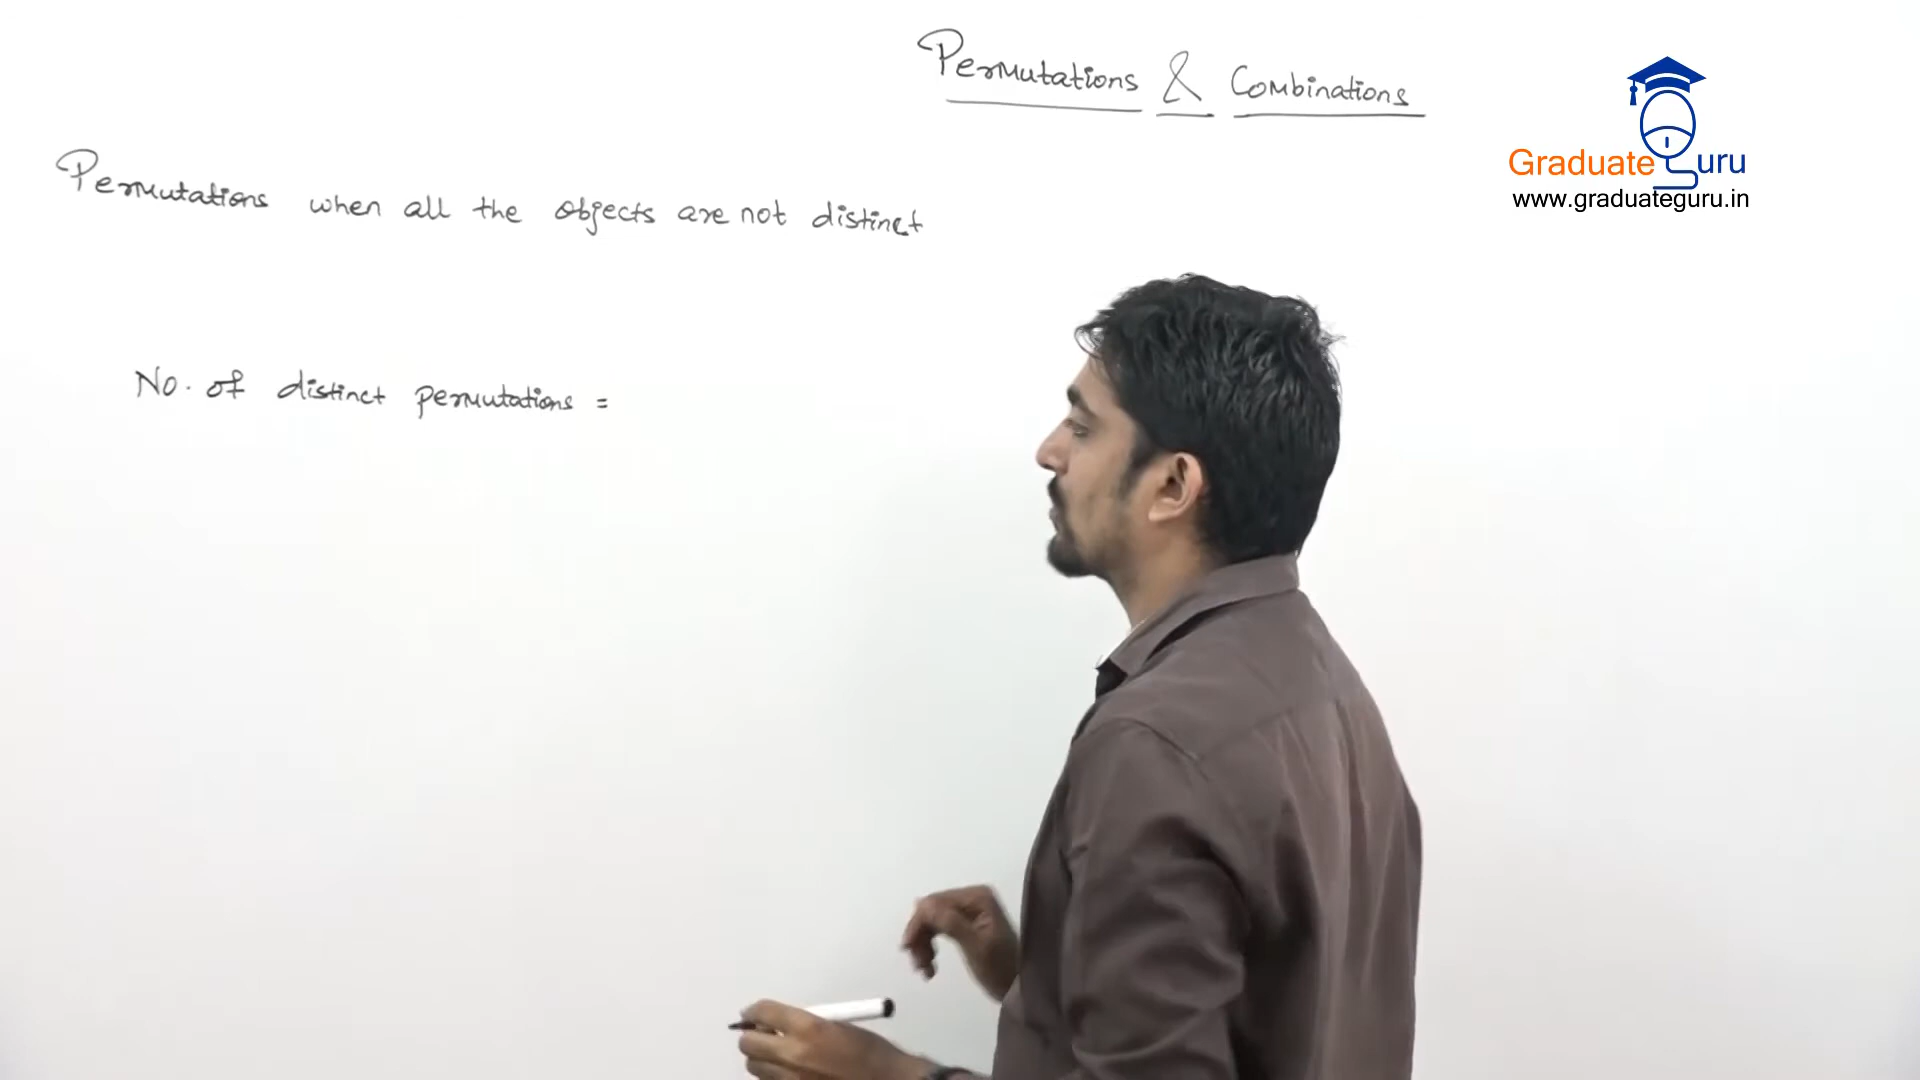 Permutations & Combinations
Graduate Guru
www.graduateguru.in
Permutations when all the objects are not distinct
No. of distinct permutations =